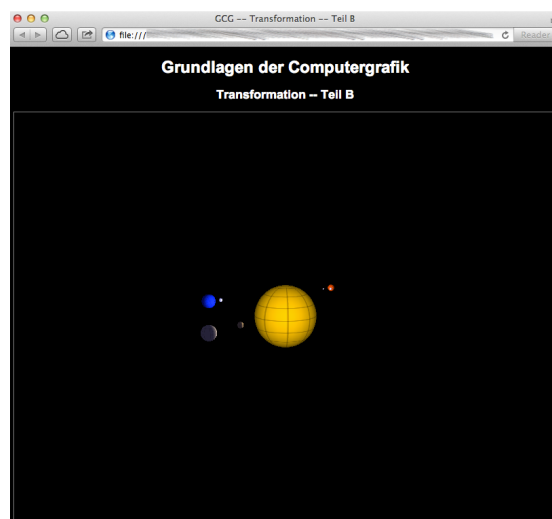 GCG -- Transformation -- Teil B
file:///
Reader
Grundlagen der Computergrafik
Transformation -- Teil B